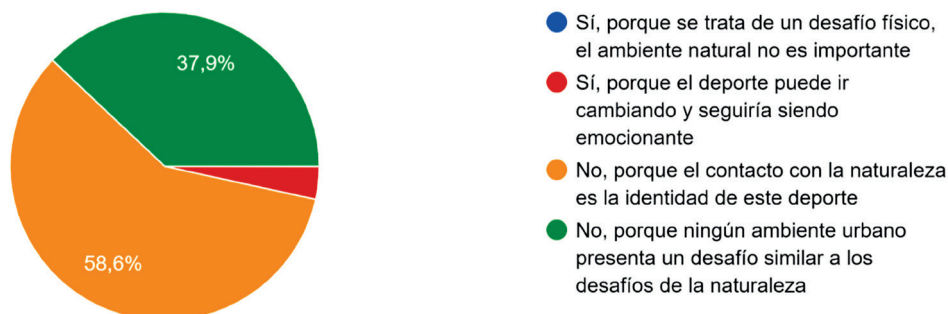 37,9%
58,6%
Sí, porque se trata de un desafío físico,
el ambiente natural no es importante
Sí, porque el deporte puede ir
cambiando y seguiría siendo
emocionante
No, porque el contacto con la naturaleza
es la identidad de este deporte
No, porque ningún ambiente urbano
presenta un desafío similar a los
desafíos de la naturaleza